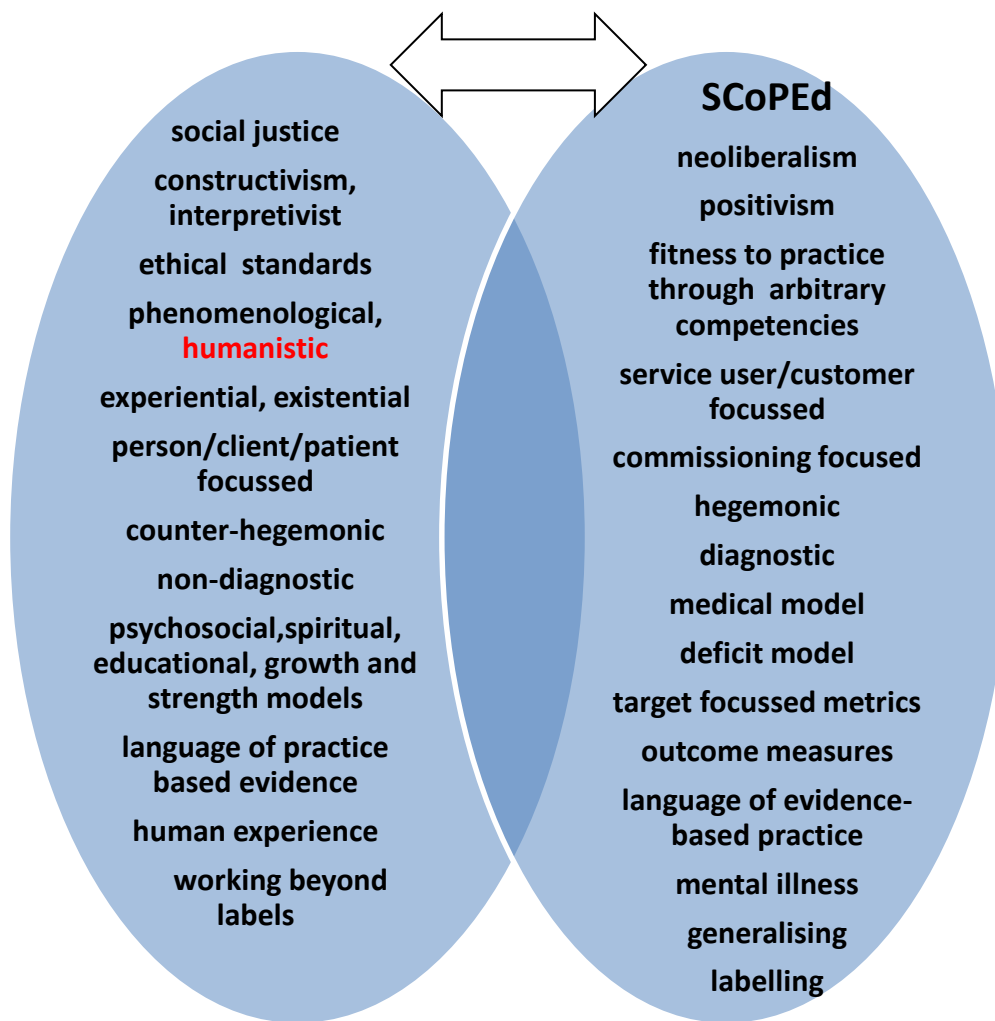 social justice
constructivism,
interpretivist
ethical standards
phenomenological,
humanistic
experiential, existential
person/client/patient
focussed
counter-hegemonic
non-diagnostic
psychosocial,spiritual,
educational, growth and
strength models
language of practice
based evidence
human experience
working beyond
labels
SCoPEd
neoliberalism
positivism
fitness to practice
through arbitrary
competencies
service user/customer
focussed
commissioning focused
hegemonic
diagnostic
medical model
deficit model
target focussed metrics
outcome measures
language of evidence-
based practice
mental illness
generalising
labelling